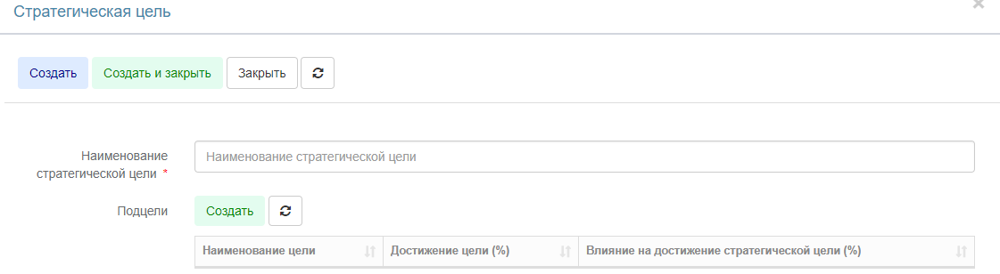 Стратегическая цель
Создать Создать и закрыть Закрыть
Наименование
стратегической цели *
Наименование стратегической цели
Подцели
Создать
Наименование цели Достижение цели (%) Влияние на достижение стратегической цели (%)